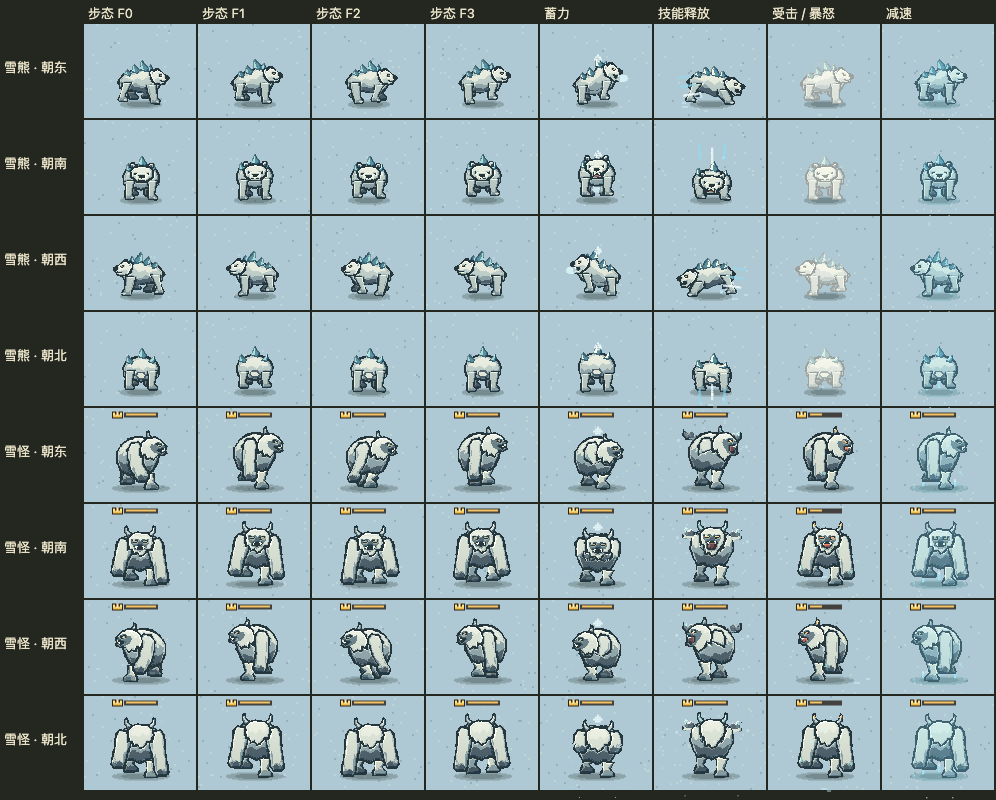 步态 F0 步态 F1 步态 F2 步态 F3 蓄力 技能释放 受击 / 暴怒 减速
雪熊 · 朝东
雪熊 · 朝南
雪熊 · 朝西
雪熊 · 朝北
雪怪 · 朝东
雪怪 · 朝南
雪怪 · 朝西
雪怪 · 朝北